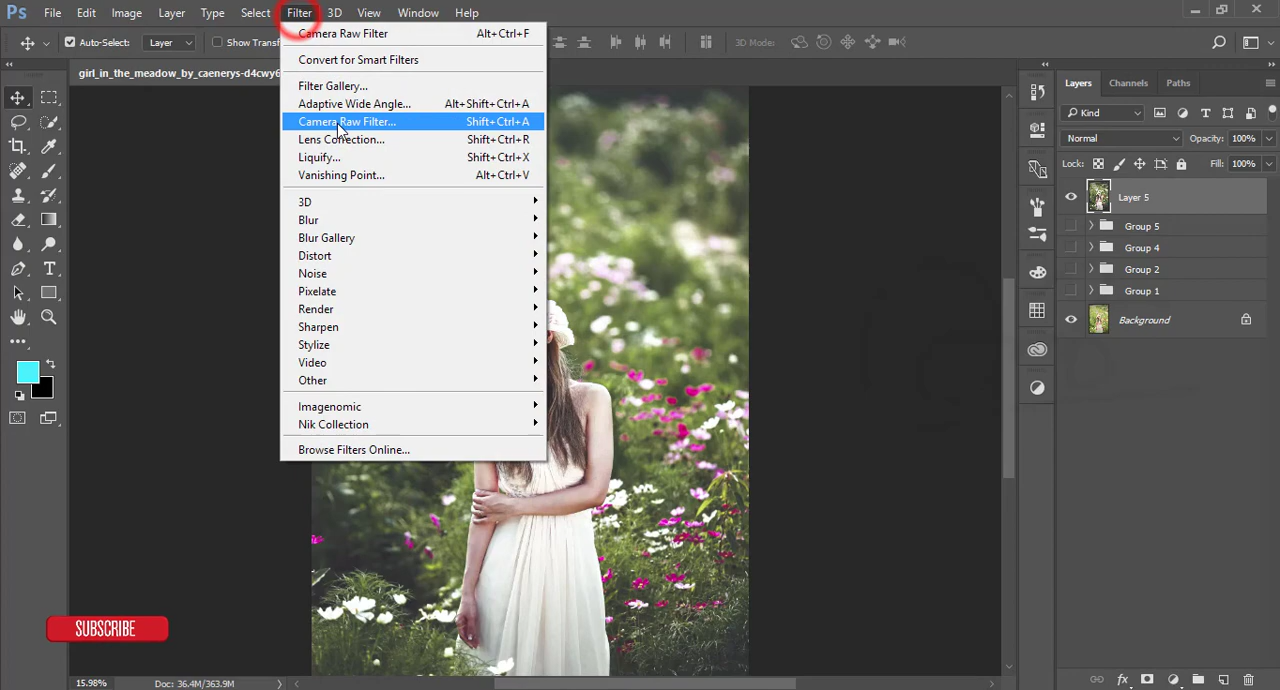 Ps File Edit Image Layer Type Select Filter 3D View Window Help
Auto-Select: Layer Show Transf 3D Mode:
girl_in_the_meadow_by_caenerys-d4cwy6
Camera Raw Filter Alt+Ctrl+F
Convert for Smart Filters
Filter Gallery...
Adaptive Wide Angle... Alt+Shift+Ctrl+A
Camera Raw Filter... Shift+Ctrl+A
Lens Correction... Shift+Ctrl+R
Liquify... Shift+Ctrl+X
Vanishing Point... Alt+Ctrl+V
3D
Blur
Blur Gallery
Distort
Noise
Pixelate
Render
Sharpen
Stylize
Video
Other
Imagenomic
Nik Collection
Browse Filters Online...
Layers Channels Paths
Kind
Normal Opacity: 100%
Lock: Fill: 100%
Layer 5
Group 5
Group 4
Group 2
Group 1
Background
SUBSCRIBE
15.98% Doc: 36.4M/363.9M